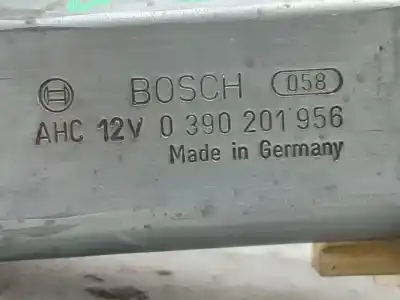 BOSCH 058
AHC 12V 0 390 201 956
Made in Germany